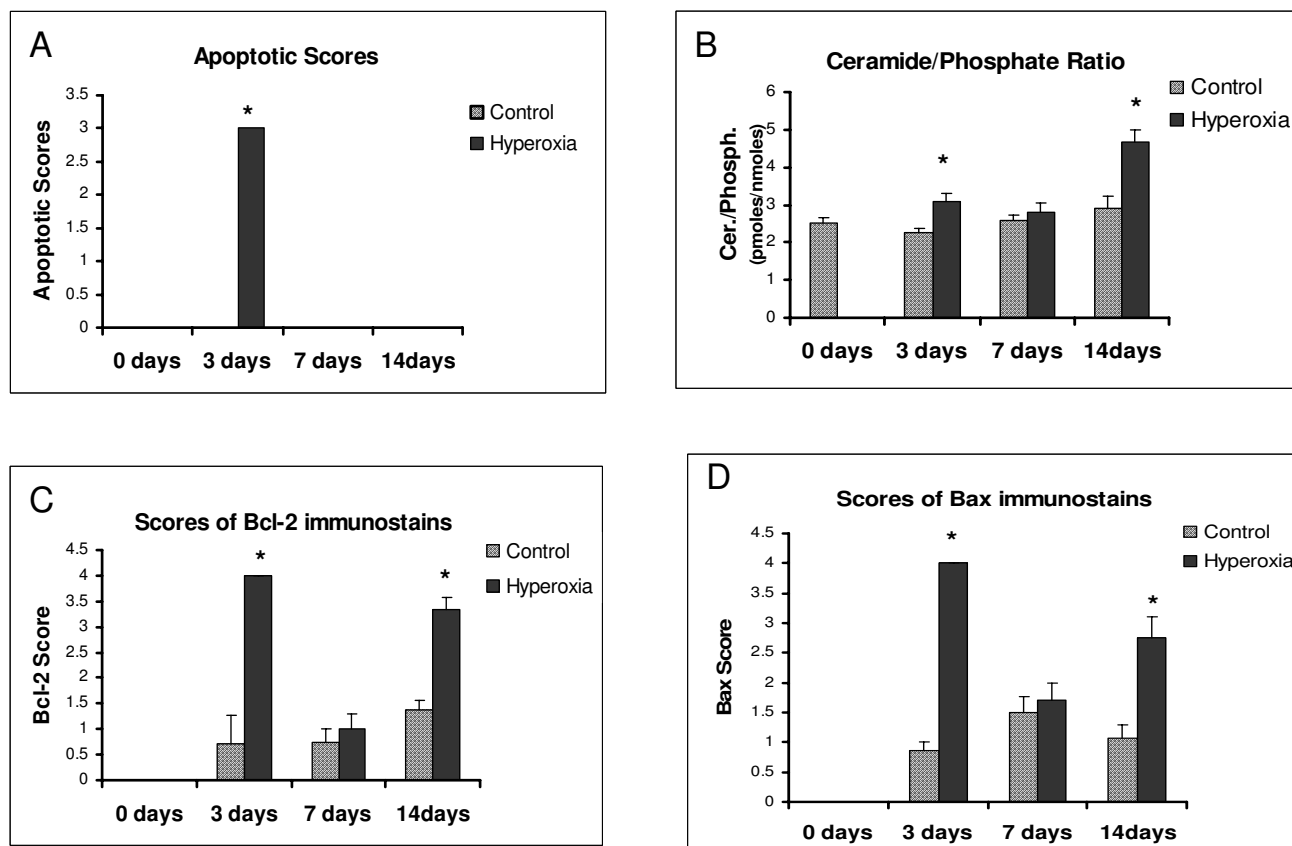 A
Apoptotic Scores
Apoptotic Scores
3.5
3
2.5
2
1.5
1
0.5
0
*
Control
Hyperoxia
0 days 3 days 7 days 14days
B
Ceramide/Phosphate Ratio
Cer./Phosph.
(pmoles/nmoles)
6
5
4
3
2
1
0
*
*
Control
Hyperoxia
0 days 3 days 7 days 14days
C
Scores of Bcl-2 immunostains
Bcl-2 Score
4.5
4
3.5
3
2.5
2
1.5
1
0.5
0
*
*
Control
Hyperoxia
0 days 3 days 7 days 14days
D
Scores of Bax immunostains
Bax Score
4.5
4
3.5
3
2.5
2
1.5
1
0.5
0
*
*
Control
Hyperoxia
0 days 3 days 7 days 14days